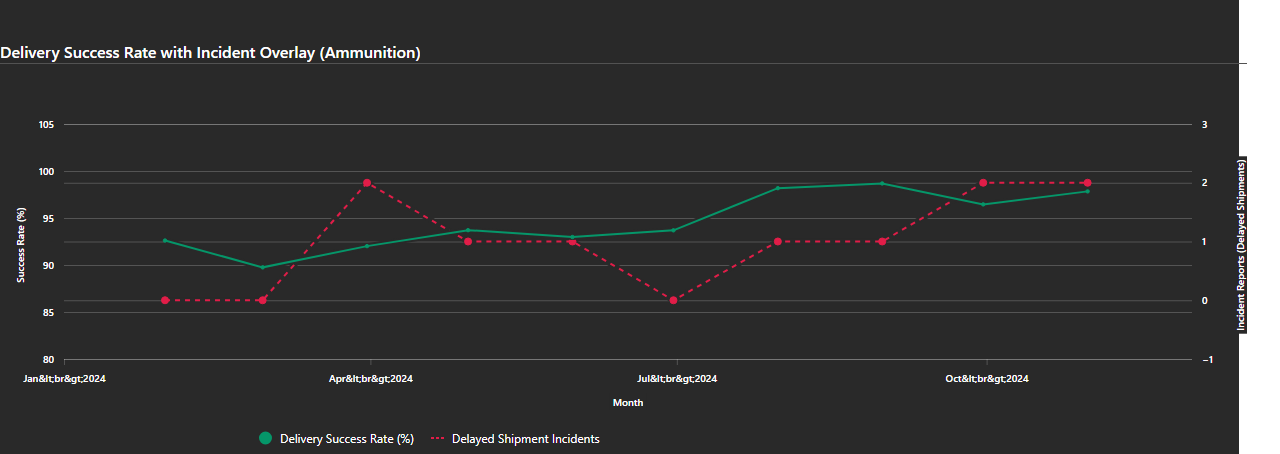 Delivery Success Rate with Incident Overlay (Ammunition)
105
100
95
90
85
80
Success Rate (%)
3
2
1
0
−1
Incident Reports (Delayed Shipments)
Jan&lt;br&gt;2024
Apr&lt;br&gt;2024
Jul&lt;br&gt;2024
Oct&lt;br&gt;2024
Month
Delivery Success Rate (%)
Delayed Shipment Incidents